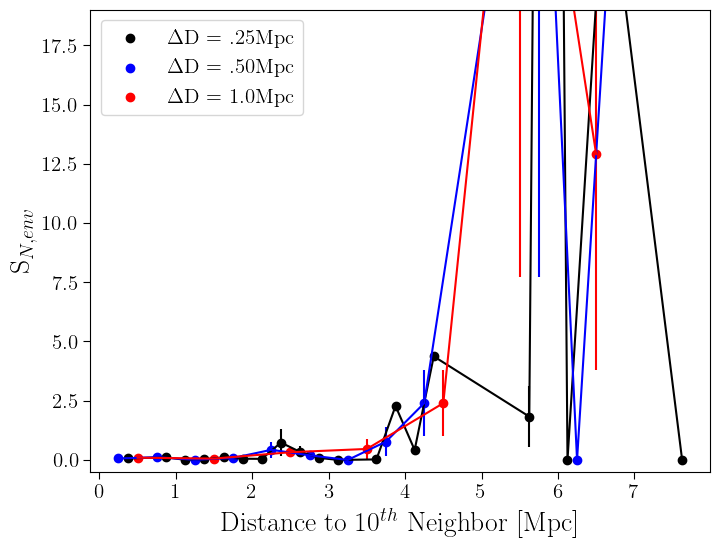 ΔD = .25Mpc
ΔD = .50Mpc
ΔD = 1.0Mpc
17.5
15.0
12.5
10.0
7.5
5.0
2.5
0.0
S_{N,env}
0 1 2 3 4 5 6 7
Distance to 10^{th} Neighbor [Mpc]